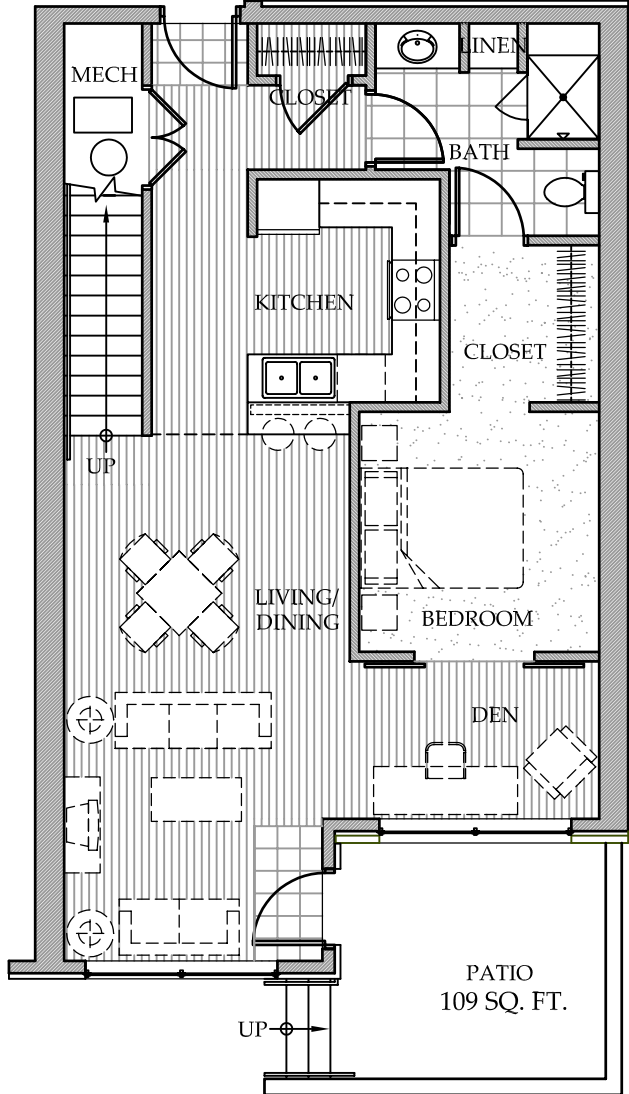 LINEN
MECH
CLOSET
BATH
KITCHEN
CLOSET
UP
LIVING/
DINING
BEDROOM
DEN
PATIO
109 SQ. FT.
UP